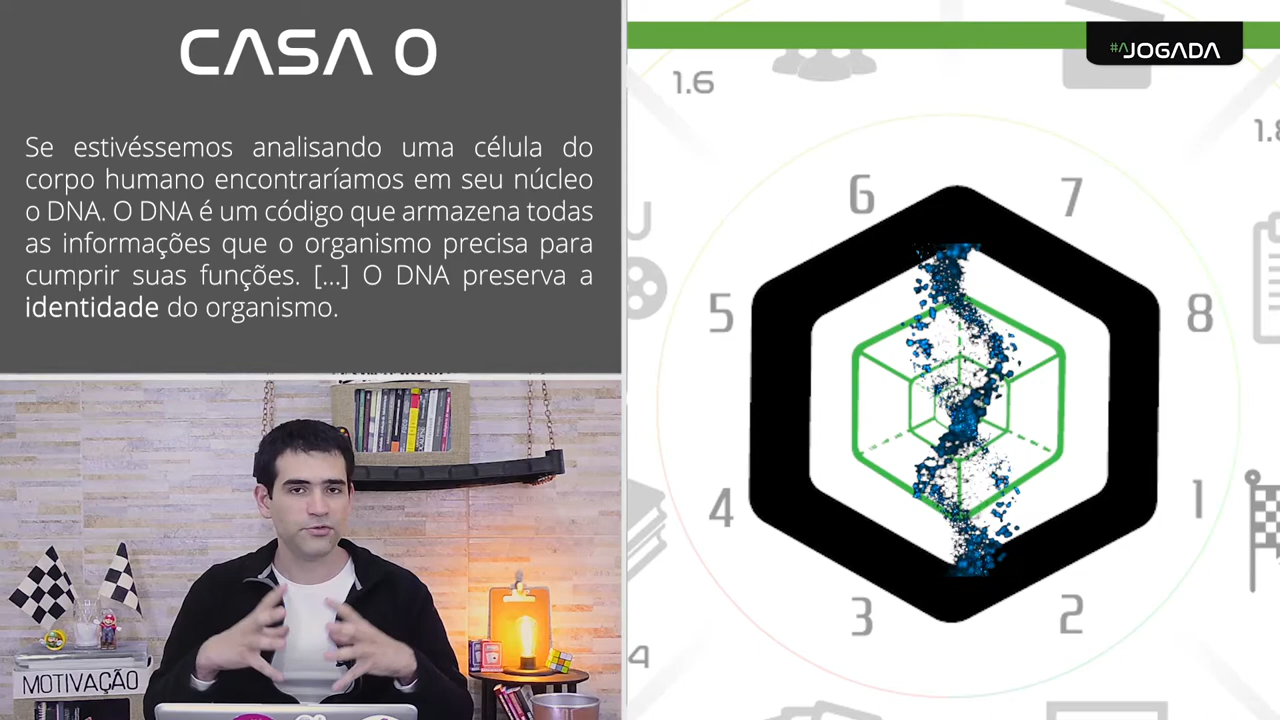 CASA 0
Se estivéssemos analisando uma célula do
corpo humano encontraríamos em seu núcleo
o DNA. O DNA é um código que armazena todas
as informações que o organismo precisa para
cumprir suas funções. [...] O DNA preserva a
identidade do organismo.
MOTIVAÇÃO
#AJOGADA
1.6
1.8
6
7
5
8
4
1
3
2
4